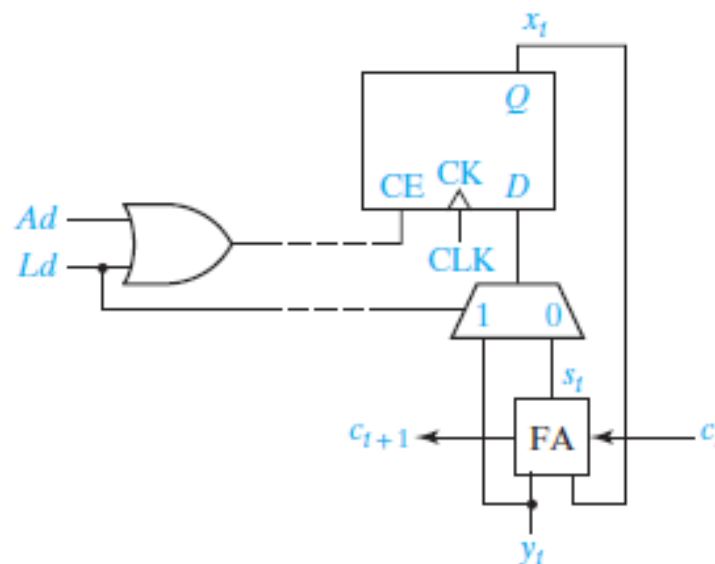 x_t
Q
CE CK D
Ad
Ld
CLK
1 0
s_t
c_{t+1} FA c
y_t